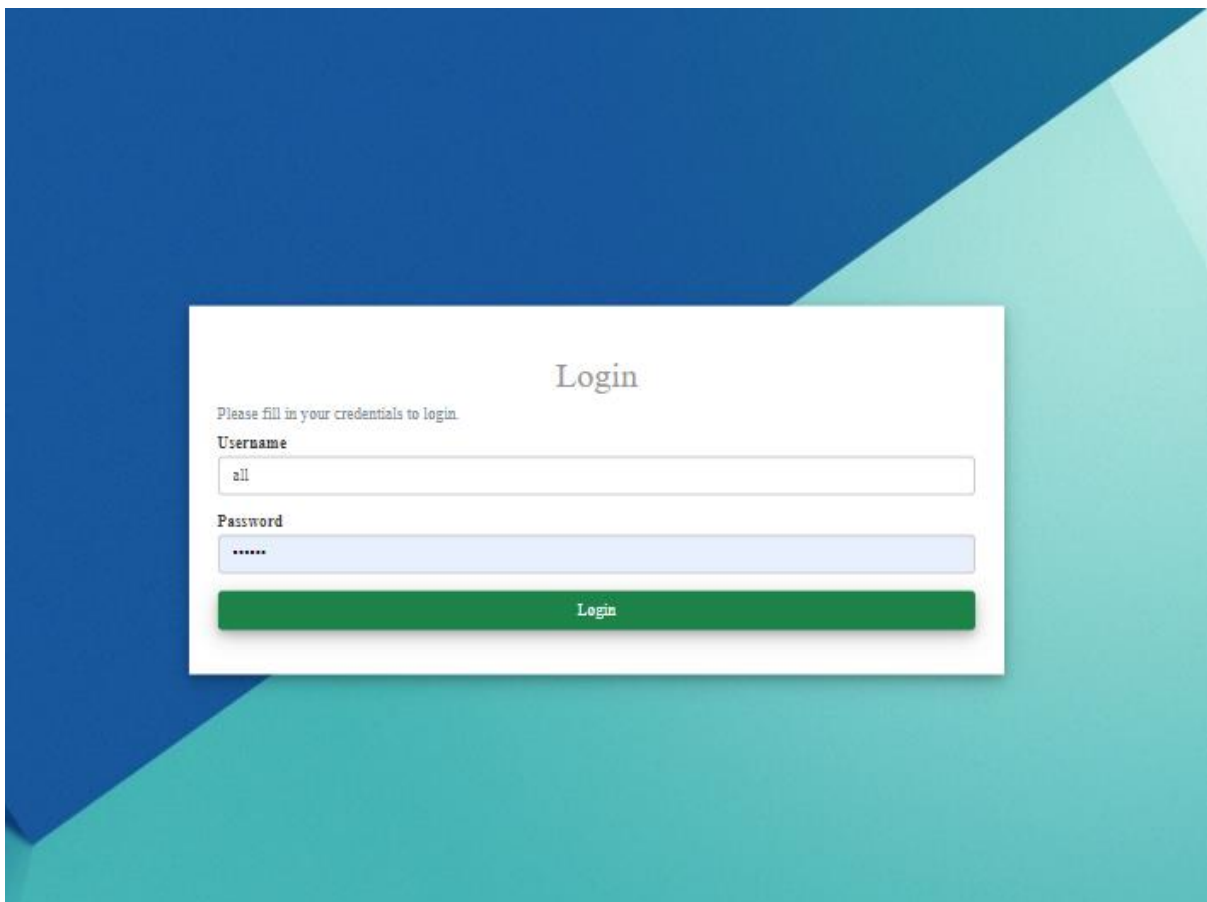 Login
Please fill in your credentials to login.
Username
all
Password
••••••
Login